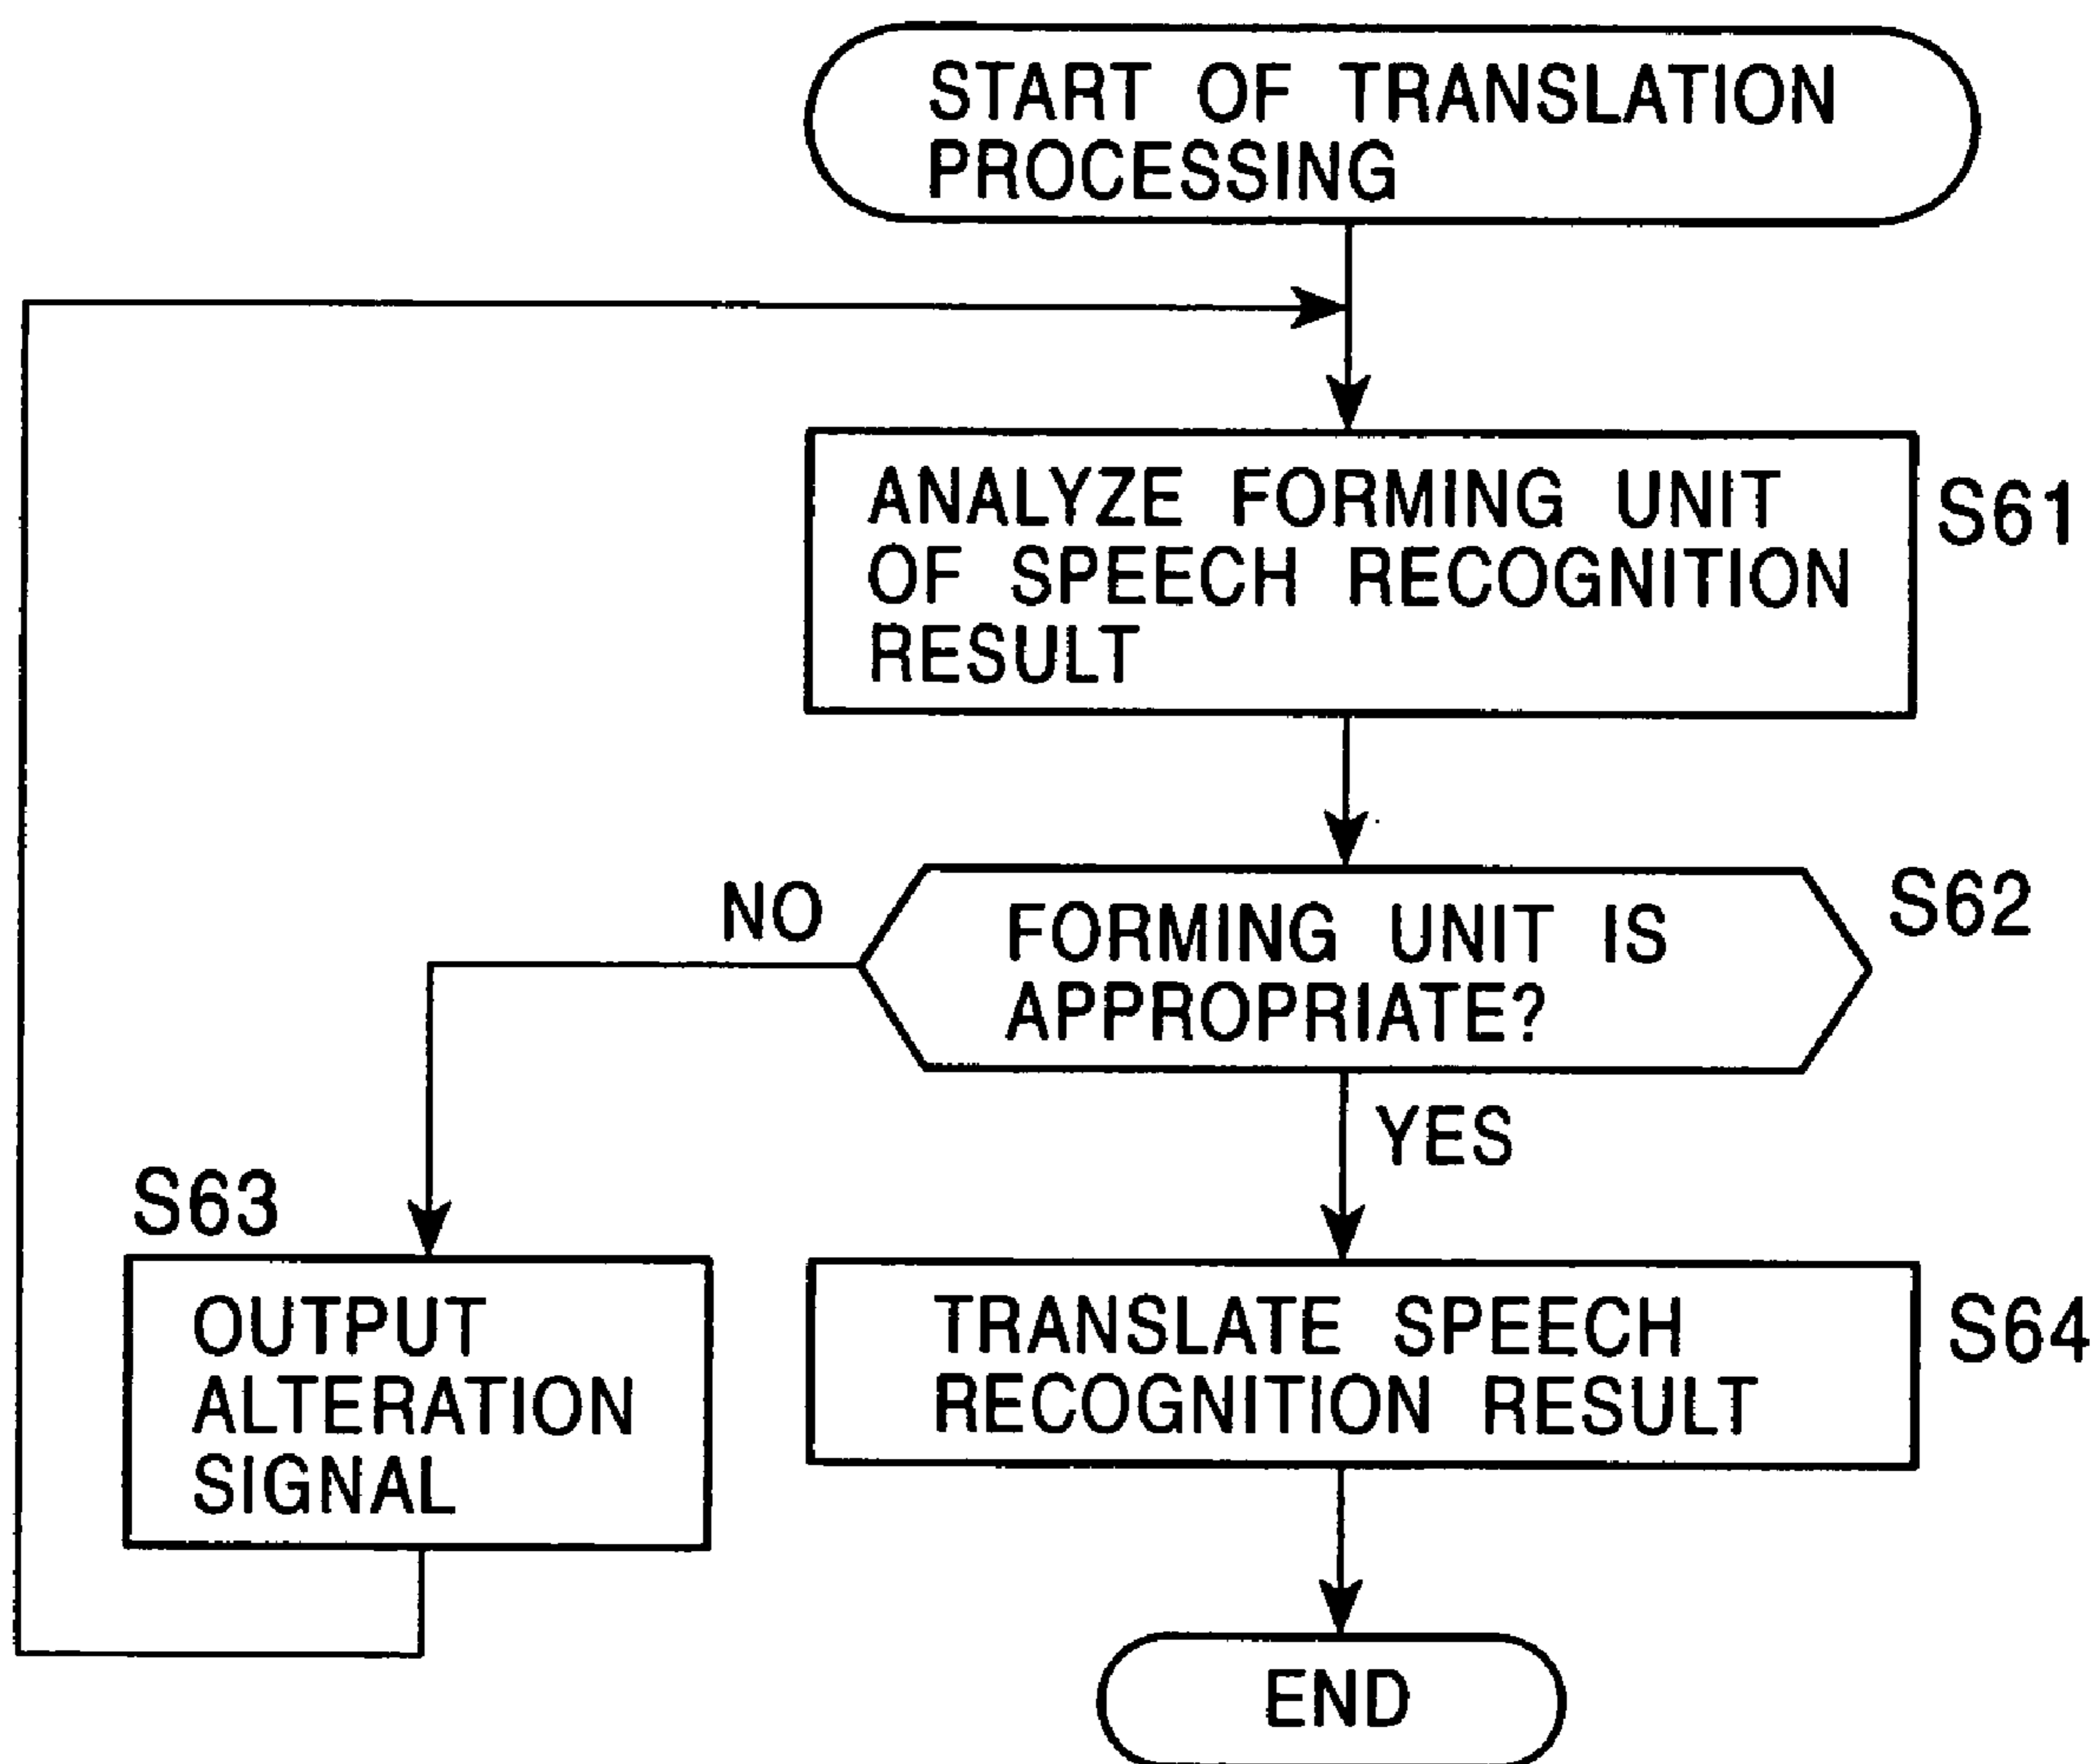 START OF TRANSLATION
PROCESSING
ANALYZE FORMING UNIT
OF SPEECH RECOGNITION
RESULT
S61
FORMING UNIT IS
APPROPRIATE?
S62
NO
YES
S63
OUTPUT
ALTERATION
SIGNAL
TRANSLATE SPEECH
RECOGNITION RESULT
S64
END